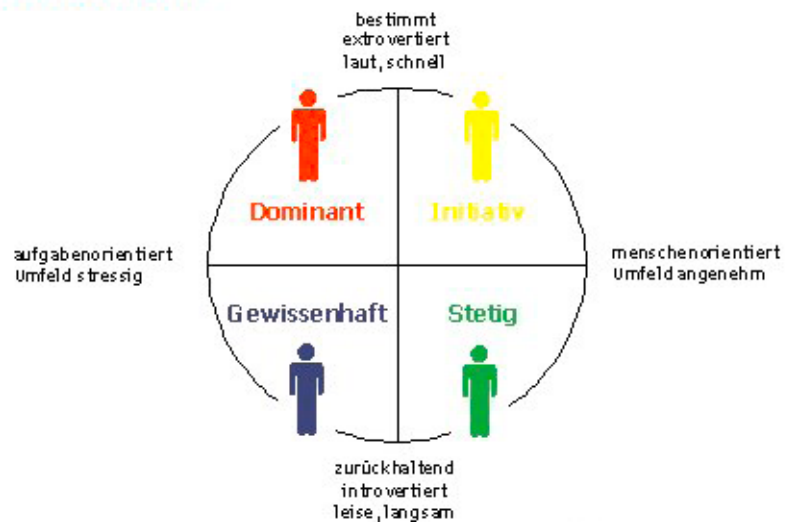 bestimmt
extrovertiert
laut, schnell
Dominant
Initiativ
aufgabenorientiert
Umfeld stressig
menschenorientiert
Umfeld angenehm
Gewissenhaft
Stetig
zurückhaltend
introvertiert
leise, langsam